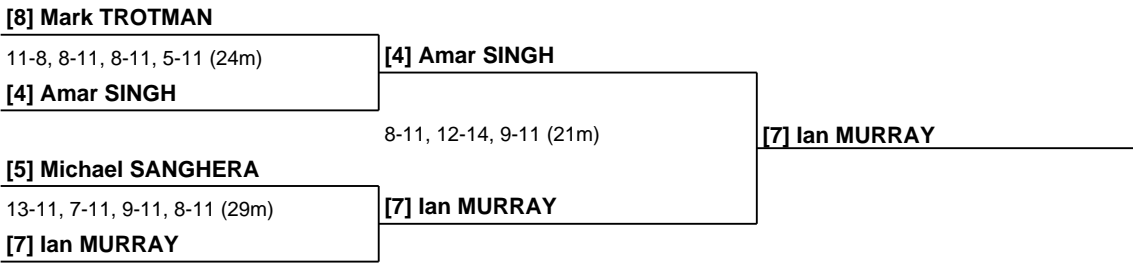 [8] Mark TROTMAN
11-8, 8-11, 8-11, 5-11 (24m)
[4] Amar SINGH
[4] Amar SINGH
8-11, 12-14, 9-11 (21m)
[7] Ian MURRAY
[5] Michael SANGHERA
13-11, 7-11, 9-11, 8-11 (29m)
[7] Ian MURRAY
[7] Ian MURRAY